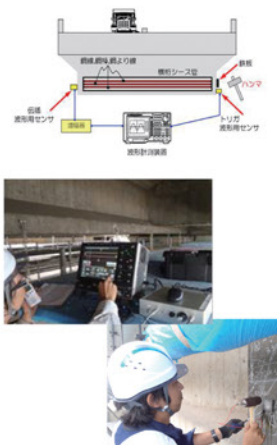 鋼線,鋼棒,鋼より線
横桁シース管
鉄板
ハンマ
伝播
波形用センサ
増幅器
トリガ
波形用センサ
波形計測装置